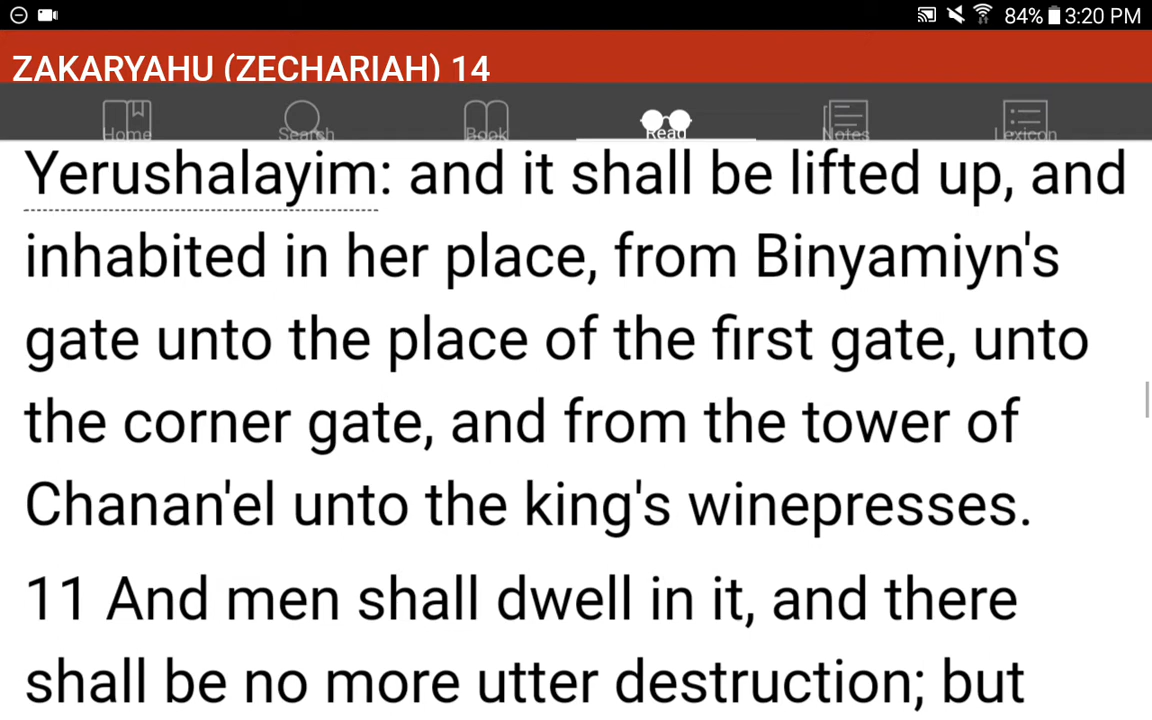 84% 3:20 PM
ZAKARYAHU (ZECHARIAH) 14
Home Search Book Read Notes Lexicon
Yerushalayim: and it shall be lifted up, and
inhabited in her place, from Binyamiyn's
gate unto the place of the first gate, unto
the corner gate, and from the tower of
Chanan'el unto the king's winepresses.
11 And men shall dwell in it, and there
shall be no more utter destruction; but